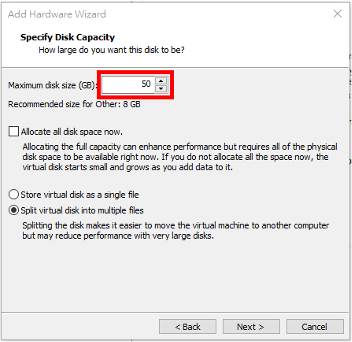 Add Hardware Wizard
Specify Disk Capacity
How large do you want this disk to be?
Maximum disk size (GB): 50
Recommended size for Other: 8 GB
Allocate all disk space now.
Allocating the full capacity can enhance performance but requires all of the physical
disk space to be available right now. If you do not allocate all the space now, the
virtual disk starts small and grows as you add data to it.
Store virtual disk as a single file
Split virtual disk into multiple files
Splitting the disk makes it easier to move the virtual machine to another computer
but may reduce performance with very large disks.
< Back Next > Cancel